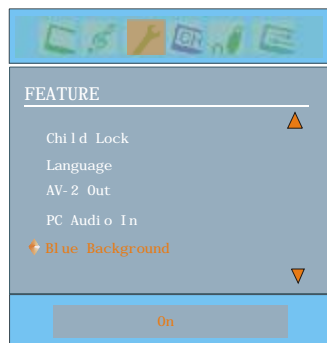 FEATURE
Child Lock
Language
AV-2 Out
PC Audio In
Blue Background
On